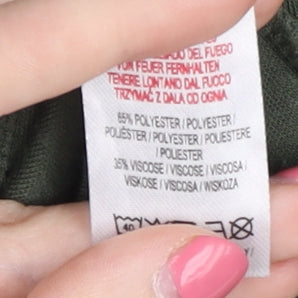 DEL FUEGO
VON FEUER FERNHALTEN
TENERE LONTANO DAL FUOCO
TRZYMAĆ Z DALA OD OGNIA
65% POLYESTER / POLYESTER /
POLIÉSTER / POLYESTER / POLIESTERE
/ POLIESTER
35% VISCOSE / VISCOSE /
VISKOSE / VISCOSA / WISKOZA
40